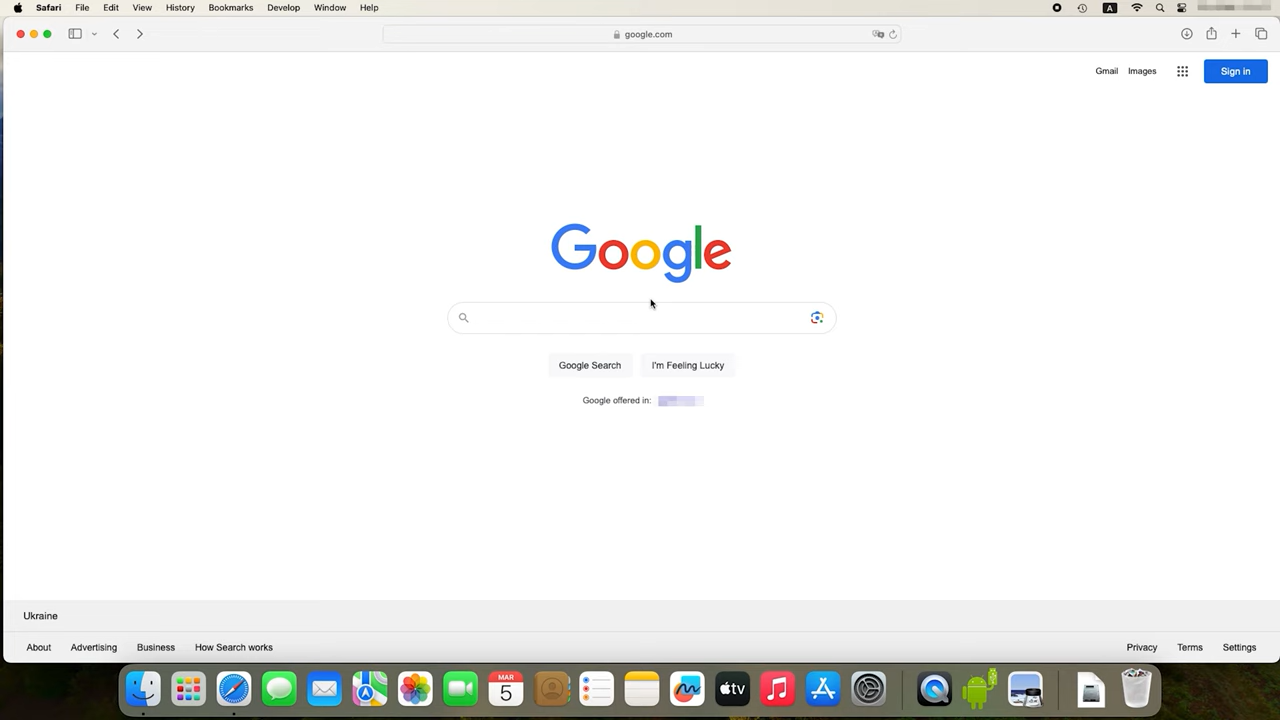 Safari File Edit View History Bookmarks Develop Window Help A
google.com
Gmail Images Sign in
Google
Google Search I'm Feeling Lucky
Google offered in:
Ukraine
About Advertising Business How Search works Privacy Terms Settings
MAR
5
tv